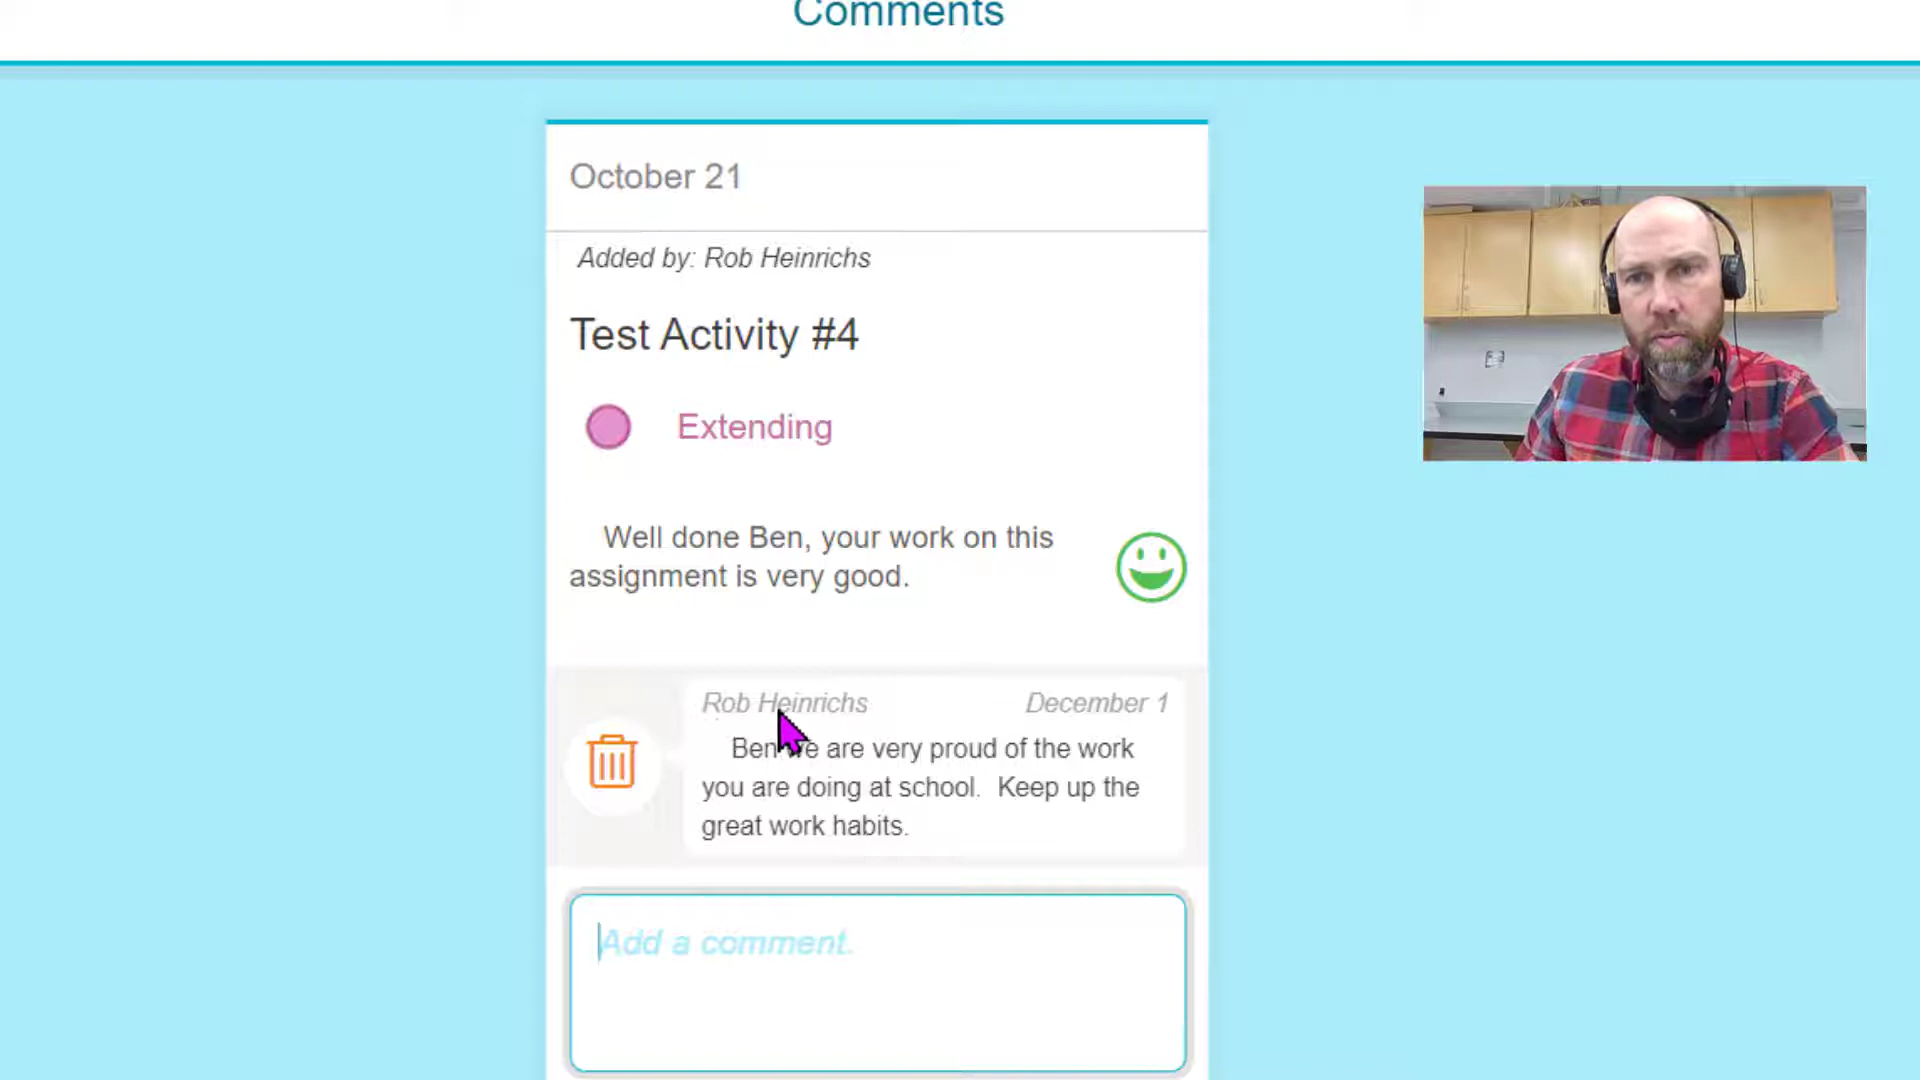 Comments
October 21
Added by: Rob Heinrichs
Test Activity #4
Extending
Well done Ben, your work on this
assignment is very good.
Rob Heinrichs December 1
Ben we are very proud of the work
you are doing at school. Keep up the
great work habits.
Add a comment.